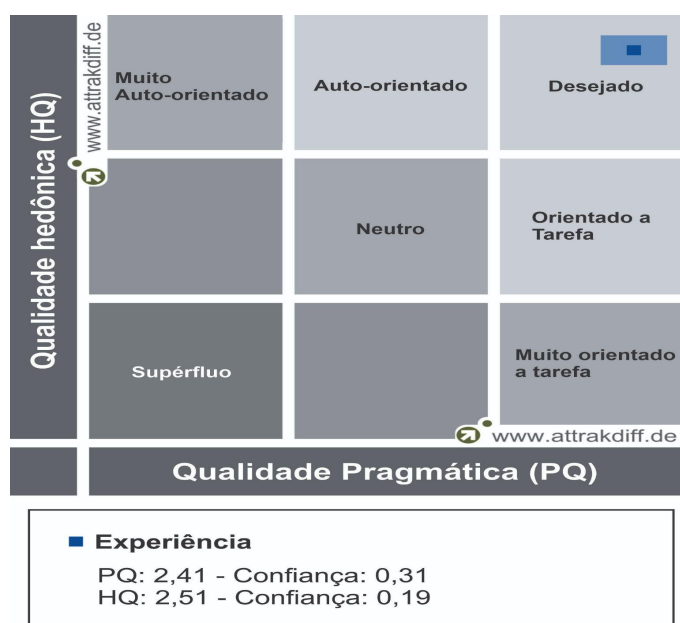 Qualidade hedônica (HQ)
www.attrakdiff.de
Muito
Auto-orientado
Auto-orientado
Desejado
Neutro
Orientado a
Tarefa
Supérfluo
Muito orientado
a tarefa
www.attrakdiff.de
Qualidade Pragmática (PQ)
Experiência
PQ: 2,41 - Confiança: 0,31
HQ: 2,51 - Confiança: 0,19